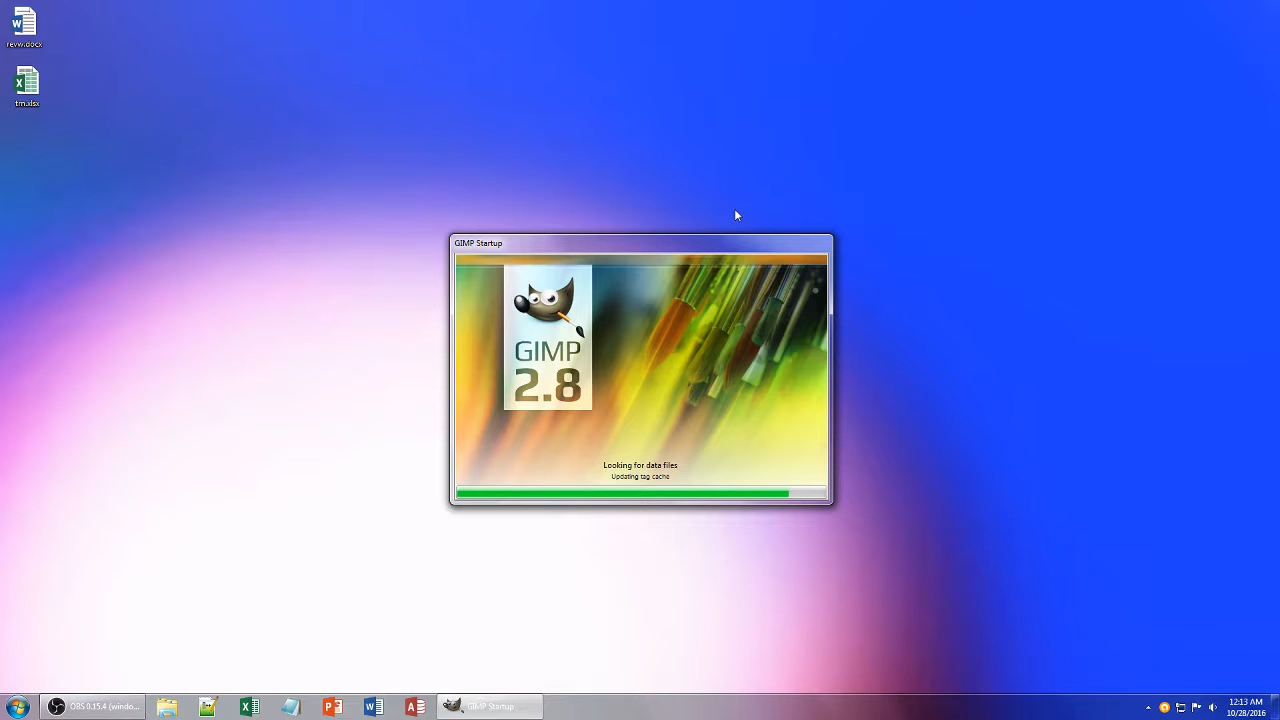 revw.docx
tm.xlsx
GIMP Startup
GIMP
2.8
Looking for data files
Updating tag cache
OBS 0.15.4 (windo...
GIMP Startup
12:13 AM
10/28/2016